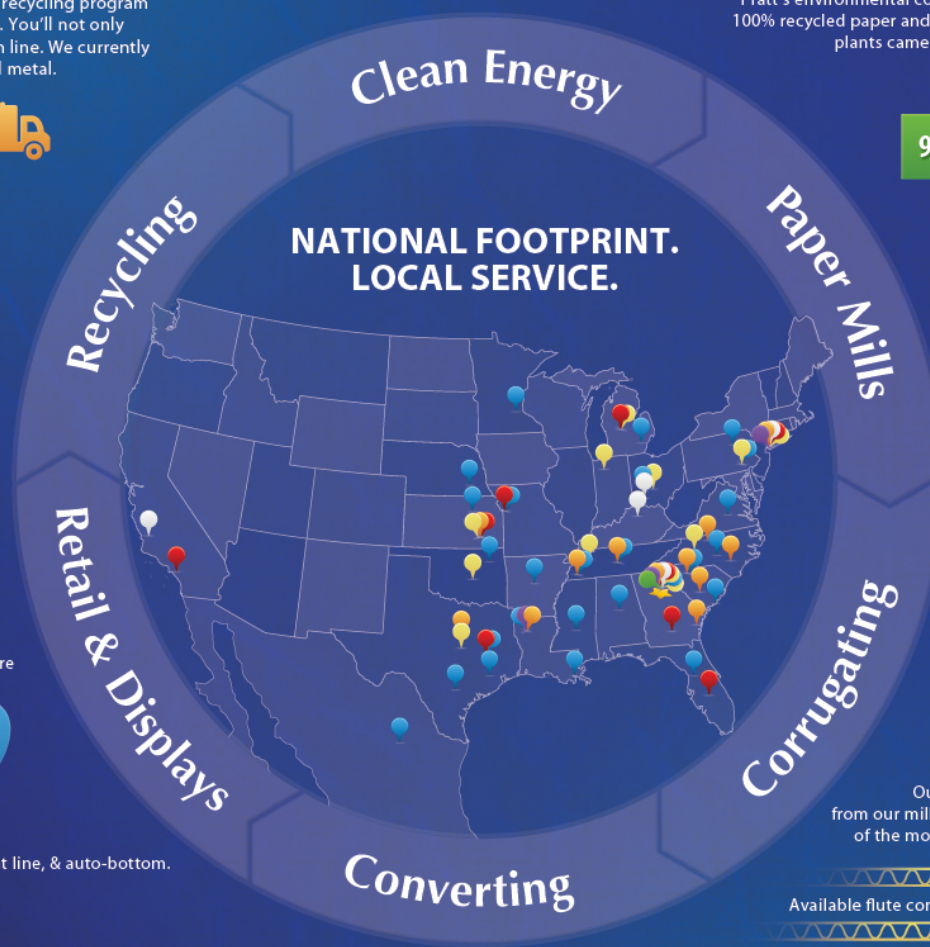 recycling program
. You'll not only
line. We currently
metal.
100% recycled paper and
plants came
Clean Energy
9
Recycling
Paper Mills
NATIONAL FOOTPRINT.
LOCAL SERVICE.
Retail & Displays
Corrugating
re
Ou
from our mil
of the mo
t line, & auto-bottom.
Converting
Available flute co